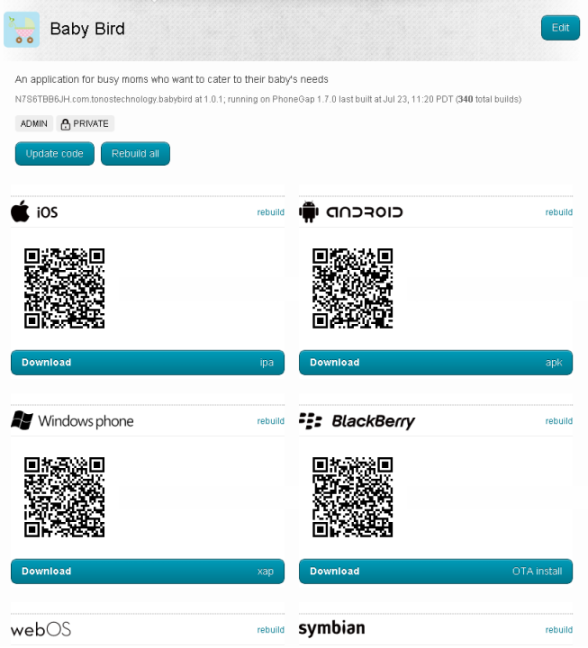 Baby Bird
Edit
An application for busy moms who want to cater to their baby's needs
N7S6TBB6JH.com.tonostechnology.babybird at 1.0.1; running on PhoneGap 1.7.0 last built at Jul 23, 11:20 PDT (340 total builds)
ADMIN PRIVATE
Update code Rebuild all
iOS rebuild
android rebuild
Download ipa
Download apk
Windows phone rebuild
BlackBerry rebuild
Download xap
Download OTA install
webOS rebuild
symbian rebuild